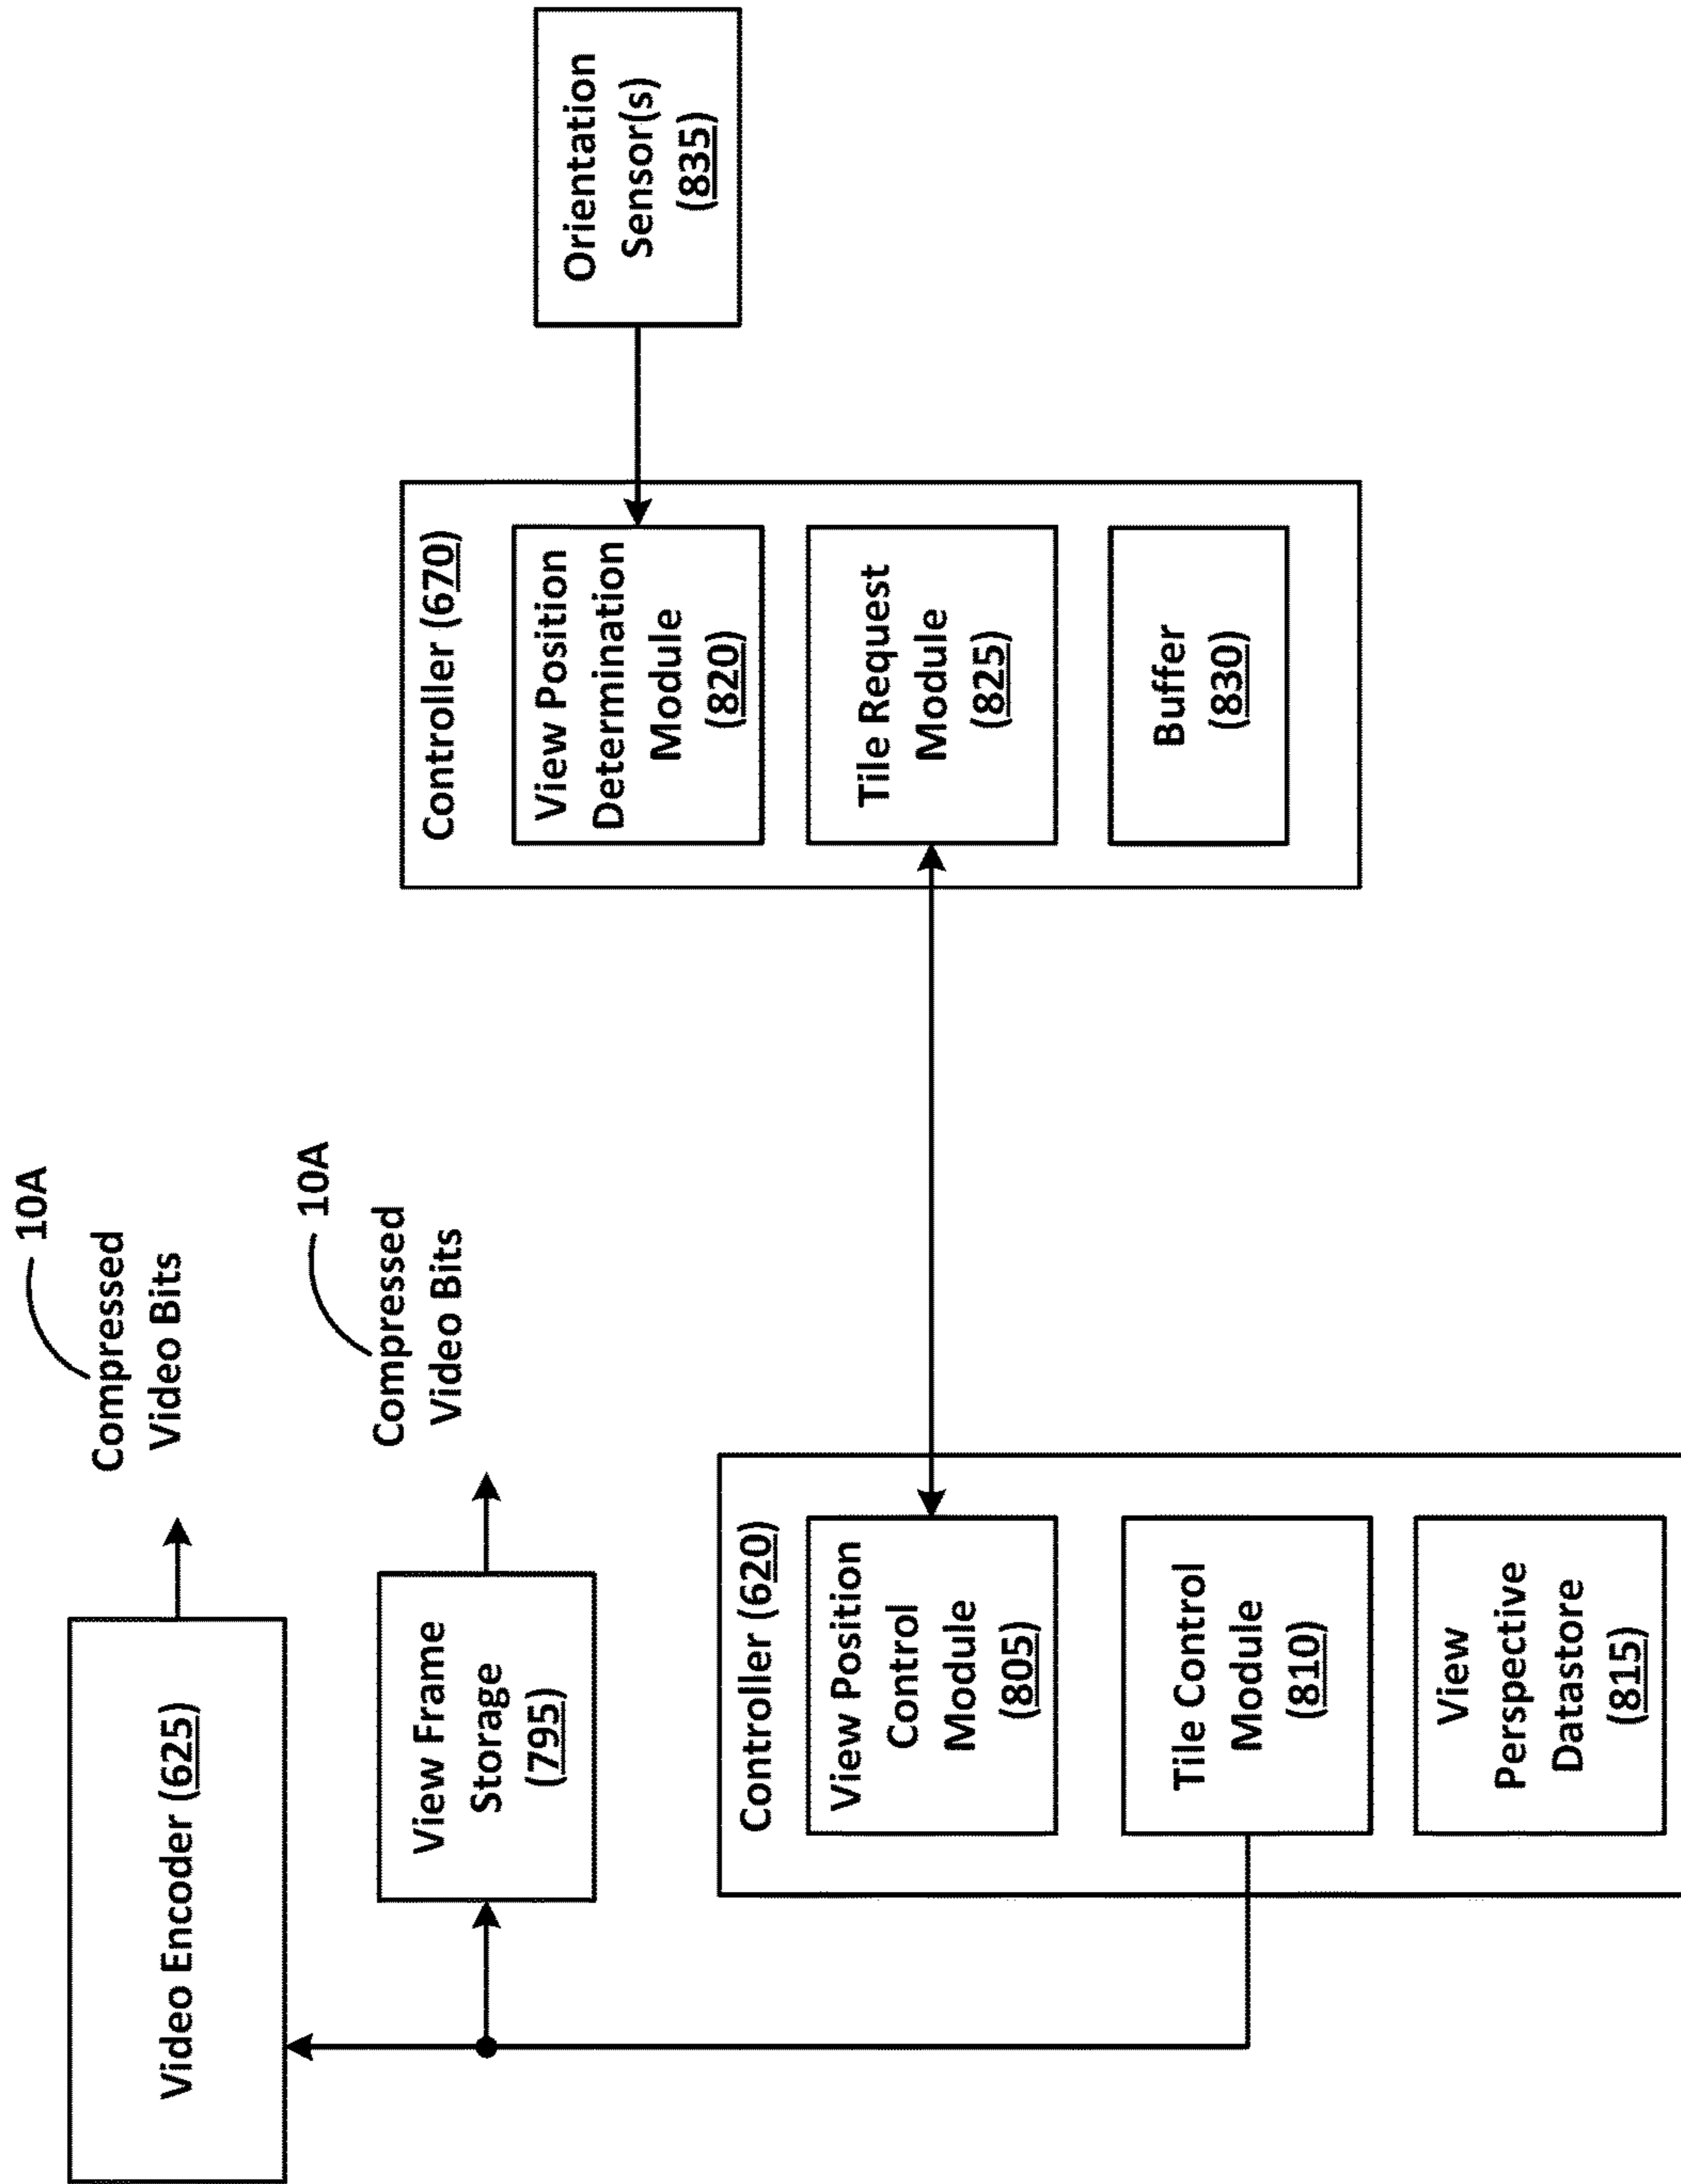 Video Encoder (625)
10A
Compressed
Video Bits
View Frame
Storage
(795)
10A
Compressed
Video Bits
Controller (620)
View Position
Control
Module
(805)
Tile Control
Module
(810)
View
Perspective
Datastore
(815)
Controller (670)
View Position
Determination
Module
(820)
Tile Request
Module
(825)
Buffer
(830)
Orientation
Sensor(s)
(835)